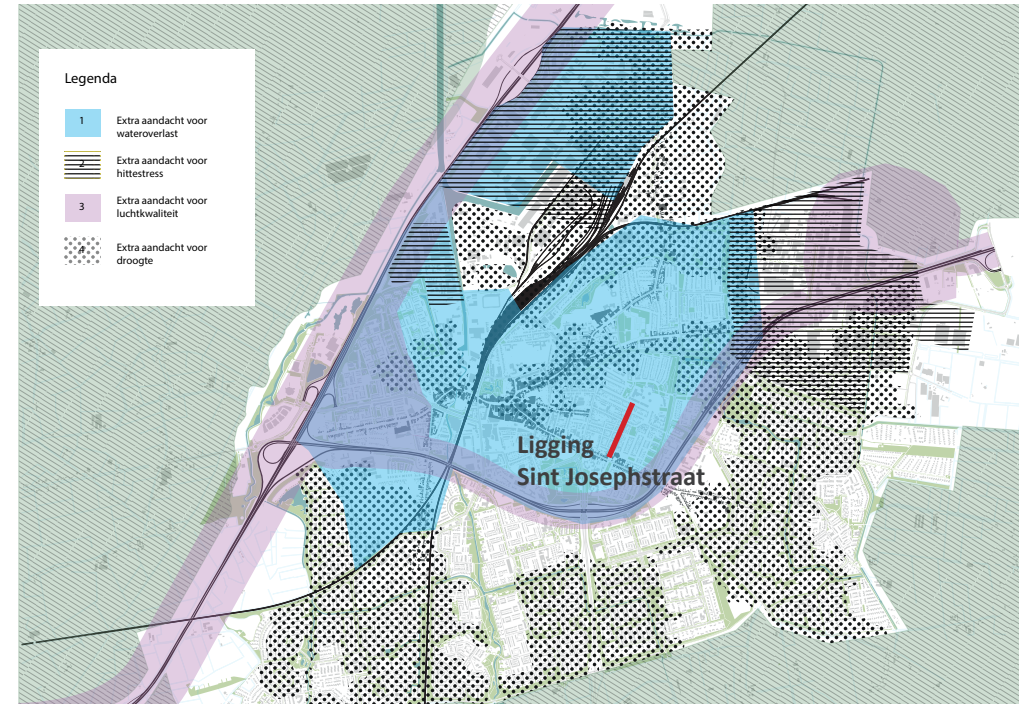 Legenda
1
Extra aandacht voor
wateroverlast
2
Extra aandacht voor
hittestress
3
Extra aandacht voor
luchtkwaliteit
4
Extra aandacht voor
droogte
Ligging
Sint Josephstraat